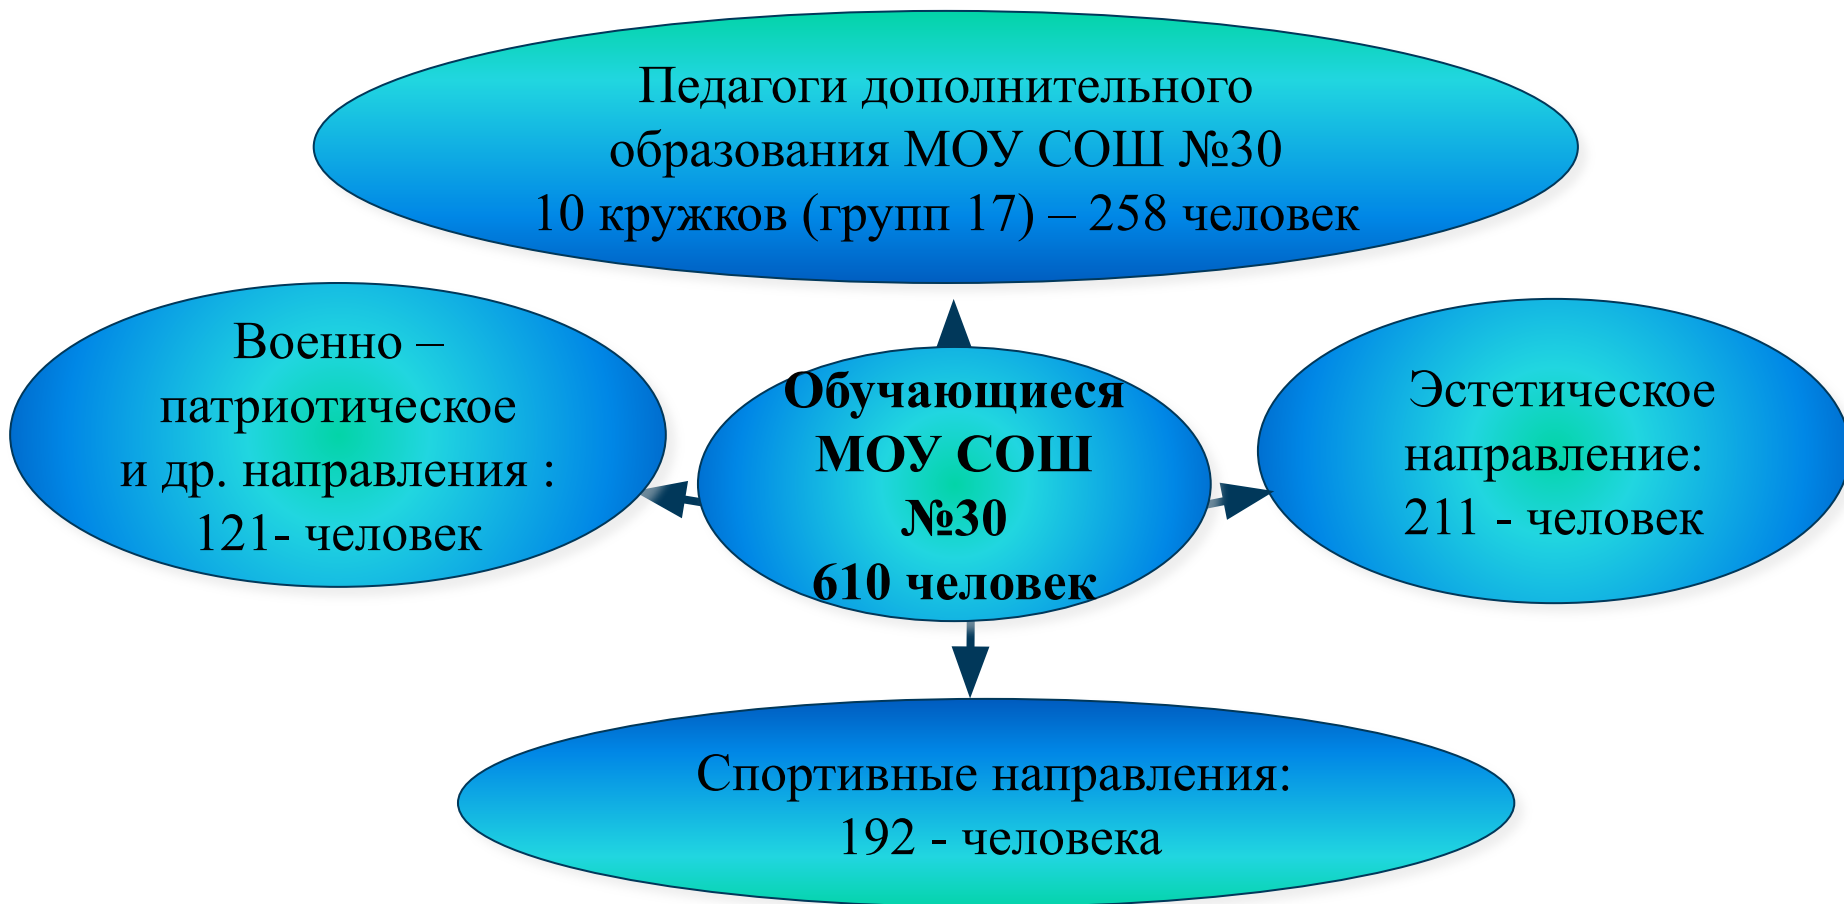 Педагоги дополнительного
образования МОУ СОШ №30
10 кружков (групп 17) – 258 человек
Военно –
патриотическое
и др. направления :
121- человек
Обучающиеся
МОУ СОШ
№30
610 человек
Эстетическое
направление:
211 - человек
Спортивные направления:
192 - человека